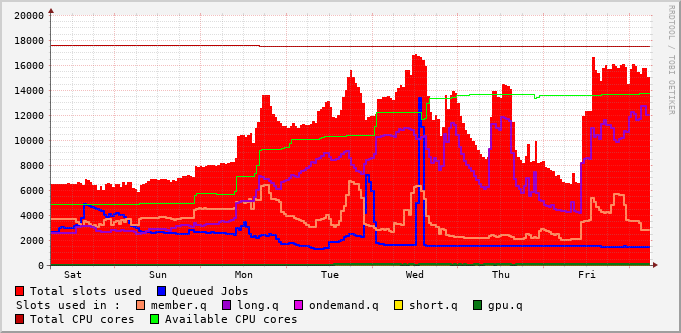 RRDTOOL / TOBI OETIKER
20000
18000
16000
14000
12000
10000
8000
6000
4000
2000
0
Sat Sun Mon Tue Wed Thu Fri
Total slots used Queued Jobs
Slots used in : member.q long.q ondemand.q short.q gpu.q
Total CPU cores Available CPU cores